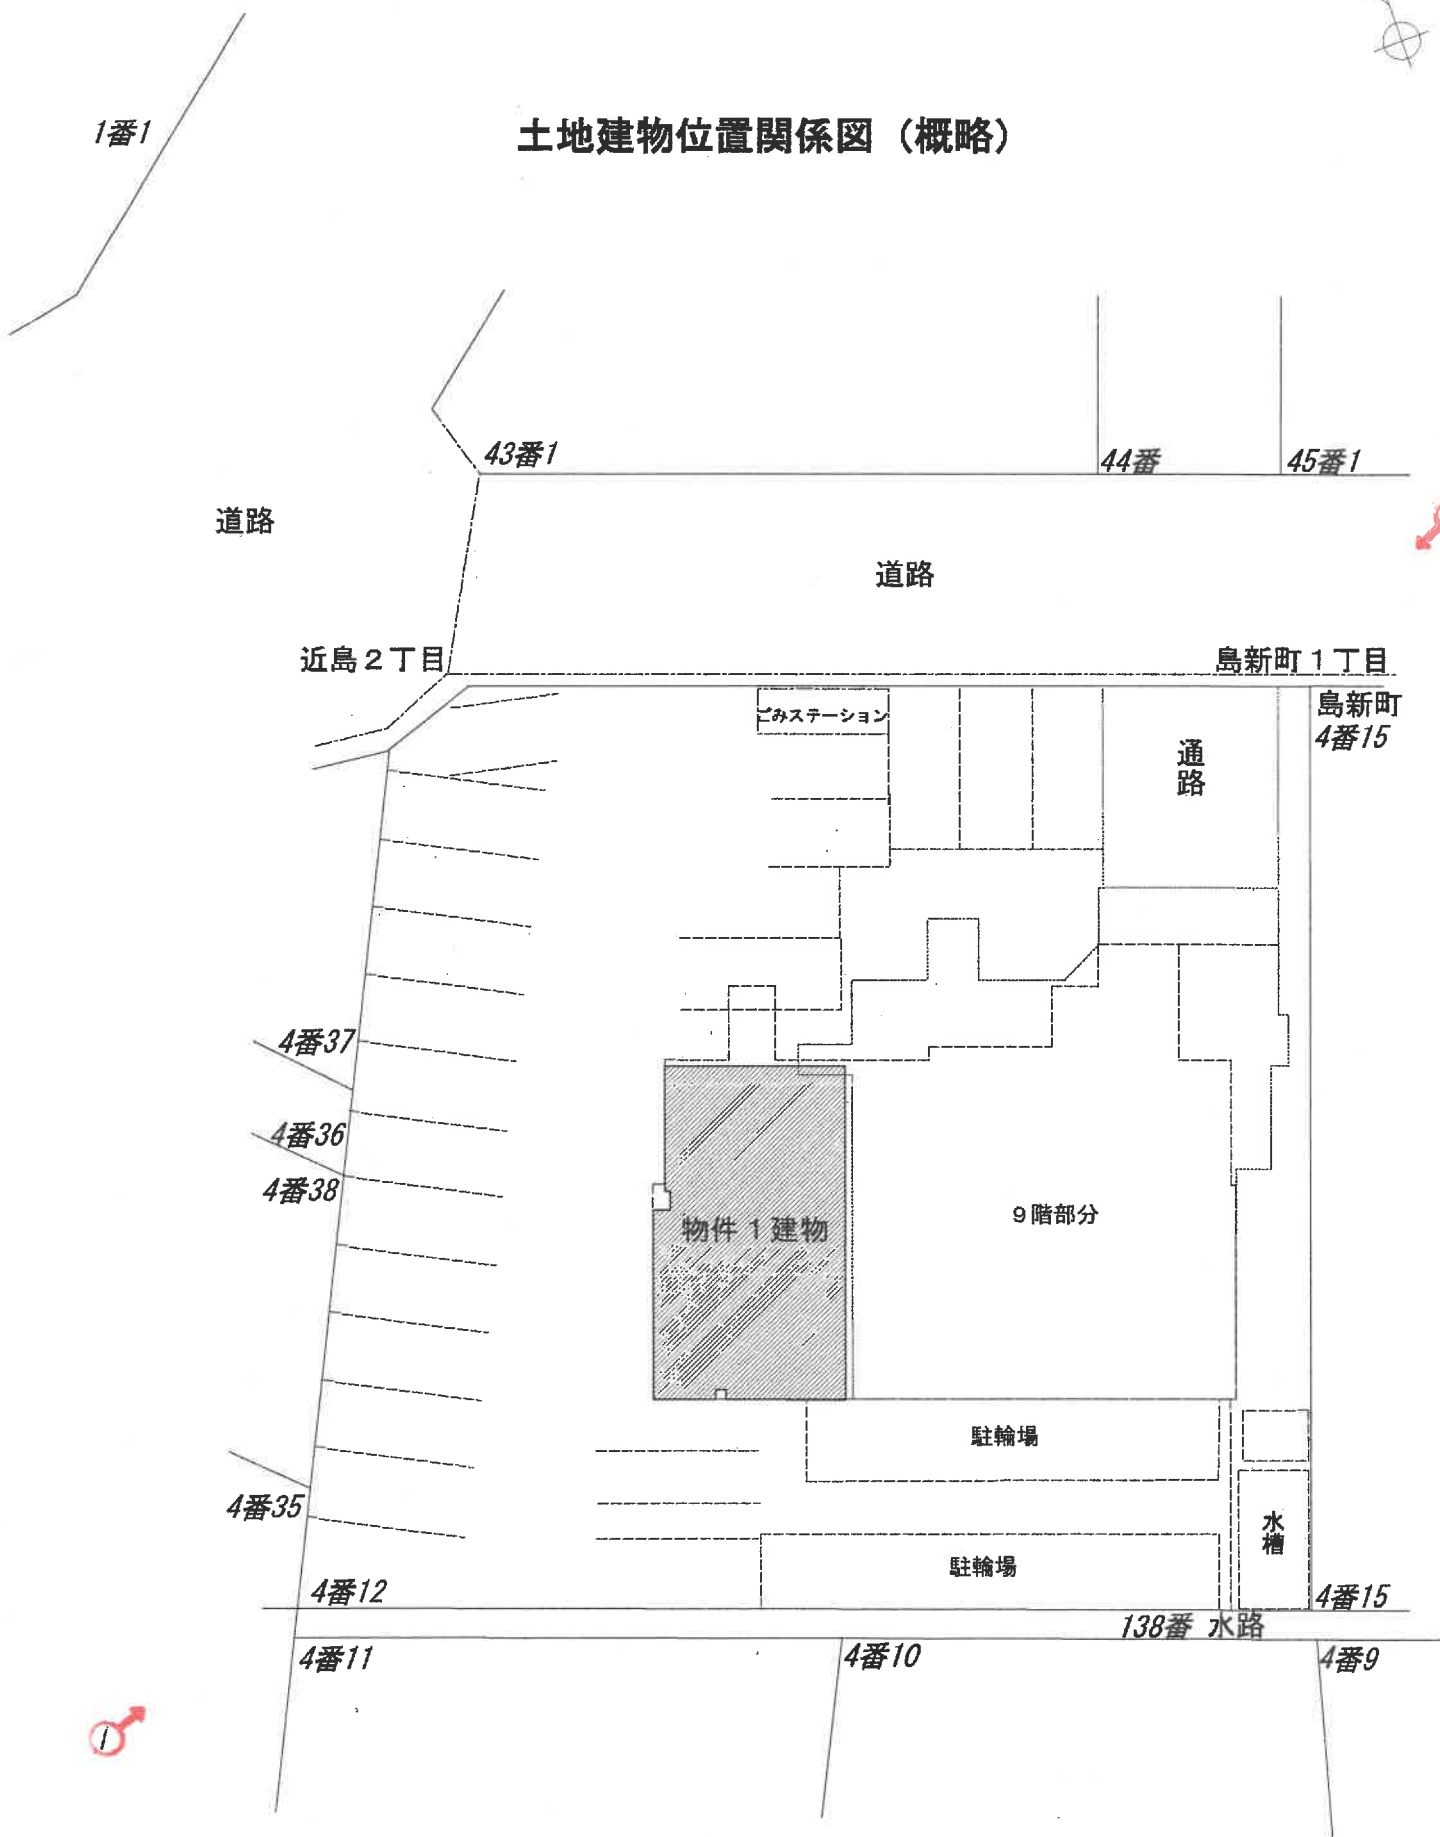 1番1
土地建物位置関係図（概略）
43番1
44番
45番1
道路
道路
近島２丁目
島新町１丁目
島新町
4番15
ごみステーション
通路
4番37
4番36
4番38
物件１建物
９階部分
駐輪場
4番35
水槽
駐輪場
4番12
4番15
138番 水路
4番11
4番10
4番9
1